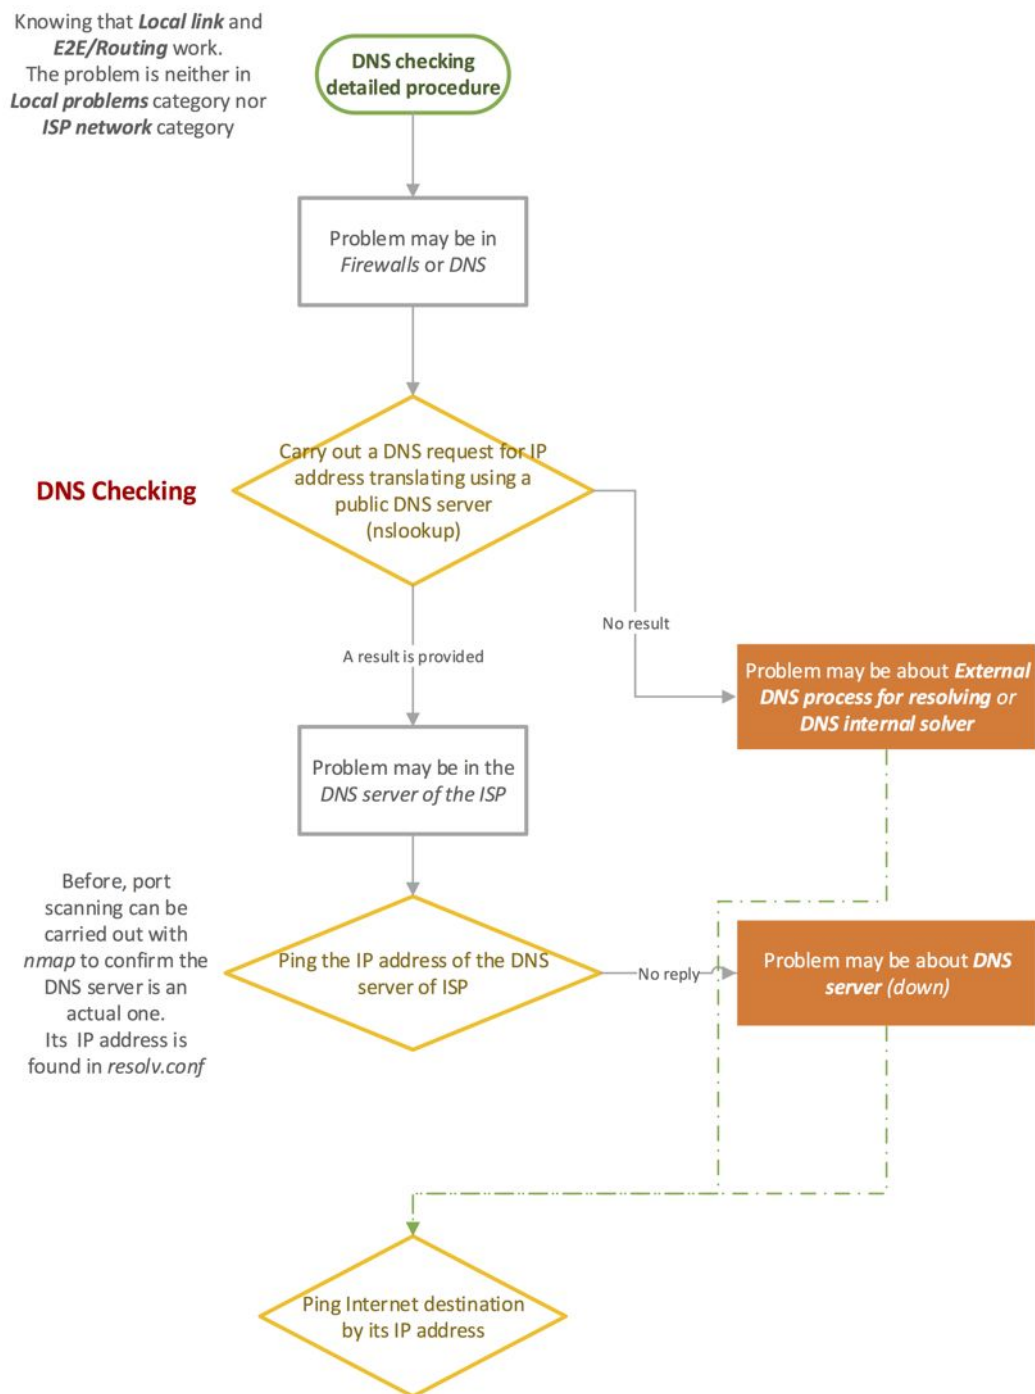 Knowing that Local link and
E2E/Routing work.
The problem is neither in
Local problems category nor
ISP network category
DNS checking
detailed procedure
Problem may be in
Firewalls or DNS
DNS Checking
Carry out a DNS request for IP
address translating using a
public DNS server
(nslookup)
No result
A result is provided
Problem may be about External
DNS process for resolving or
DNS internal solver
Problem may be in the
DNS server of the ISP
Before, port
scanning can be
carried out with
nmap to confirm the
DNS server is an
actual one.
Its IP address is
found in resolv.conf
Ping the IP address of the DNS
server of ISP
No reply
Problem may be about DNS
server (down)
Ping Internet destination
by its IP address